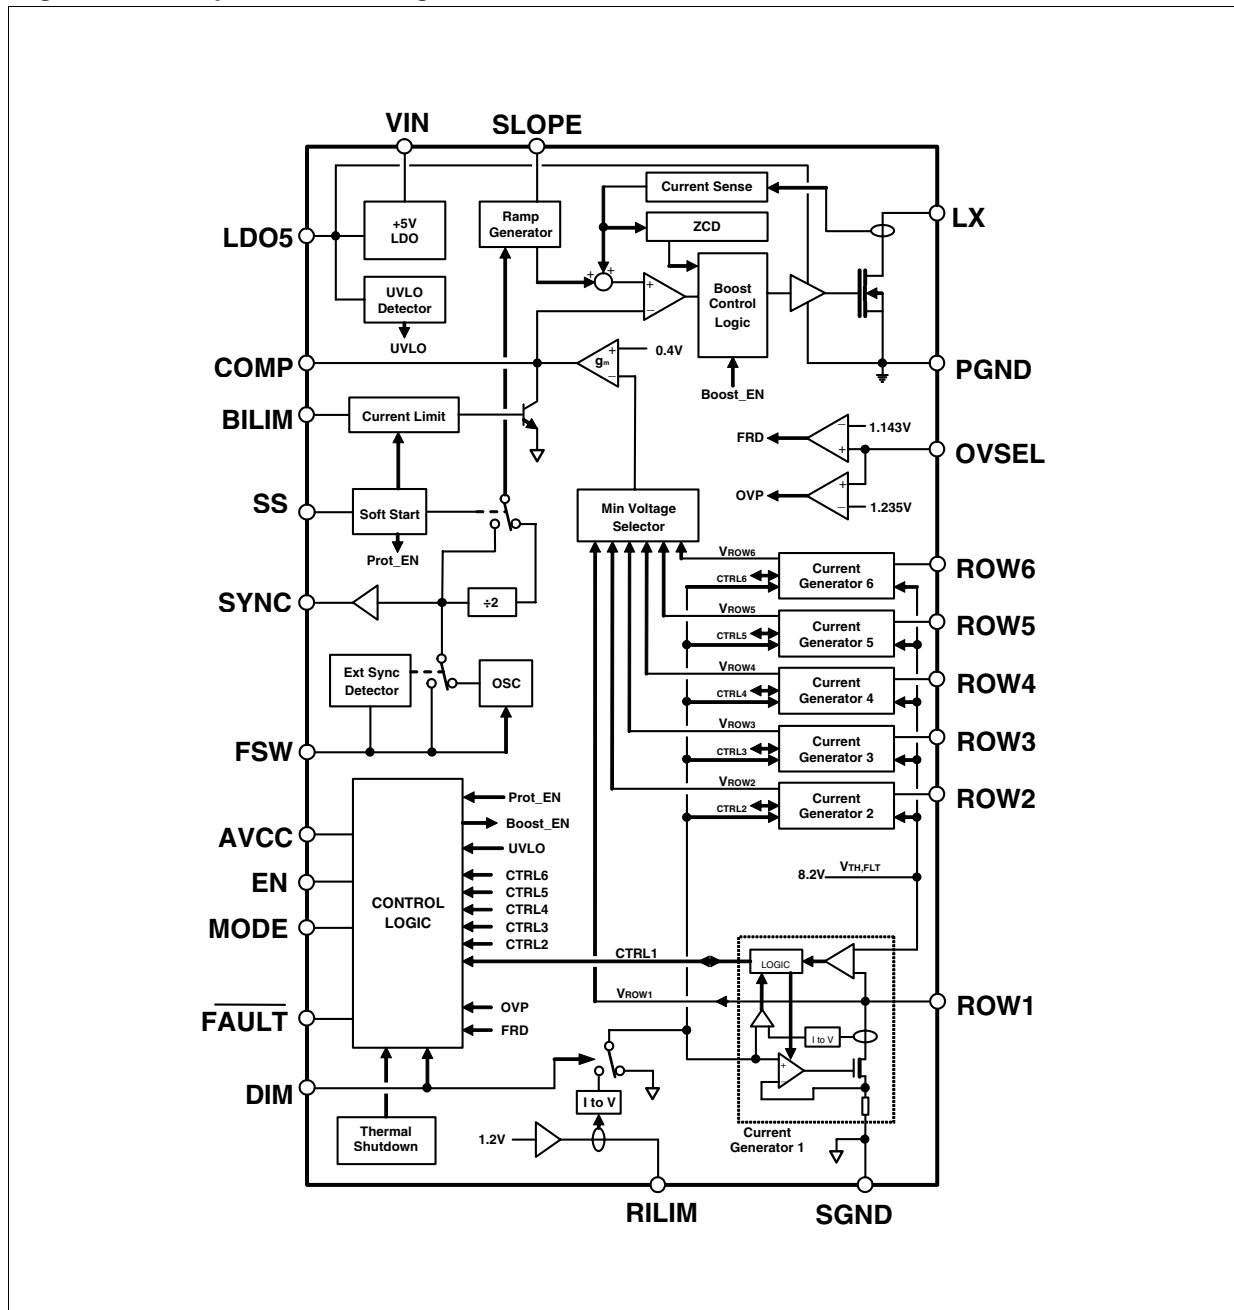 VIN
SLOPE
Current Sense
LX
+5V
LDO
Ramp
Generator
ZCD
LDO5
+
+
UVLO
Detector
+
−
Boost
Control
Logic
UVLO
COMP
gm
+
−
0.4V
PGND
Boost_EN
BILIM
Current Limit
FRD
−
+
1.143V
OVSEL
OVP
+
−
1.235V
SS
Soft Start
Min Voltage
Selector
Prot_EN
VROW6
CTRL6
Current
Generator 6
ROW6
SYNC
÷2
VROW5
CTRL5
Current
Generator 5
ROW5
Ext Sync
Detector
OSC
VROW4
CTRL4
Current
Generator 4
ROW4
FSW
VROW3
CTRL3
Current
Generator 3
ROW3
VROW2
CTRL2
Current
Generator 2
ROW2
Prot_EN
Boost_EN
AVCC
UVLO
8.2V
VTH,FLT
EN
CTRL6
CTRL5
CONTROL
LOGIC
CTRL4
MODE
CTRL3
CTRL2
CTRL1
LOGIC
VROW1
ROW1
FAULT
OVP
FRD
I to V
+
−
DIM
I to V
Thermal
Shutdown
1.2V
Current
Generator 1
RILIM
SGND